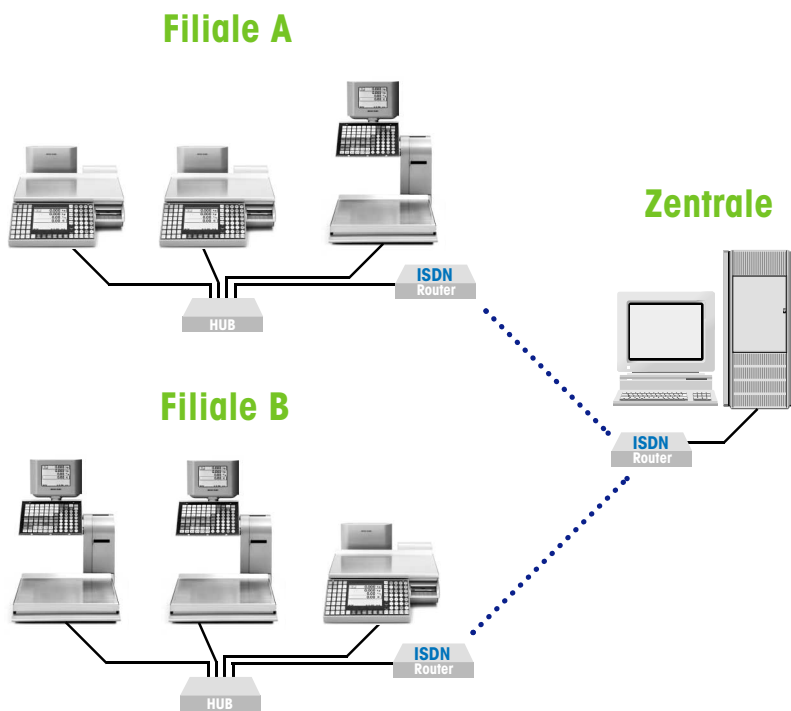 Filiale A
Zentrale
ISDN
Router
HUB
Filiale B
ISDN
Router
ISDN
Router
HUB